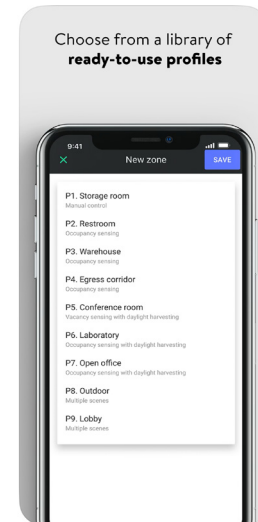 Choose from a library of
ready-to-use profiles
9:41
New zone
SAVE
P1. Storage room
Manual control
P2. Restroom
Occupancy sensing
P3. Warehouse
Occupancy sensing
P4. Egress corridor
Occupancy sensing
P5. Conference room
Vacancy sensing with daylight harvesting
P6. Laboratory
Occupancy sensing with daylight harvesting
P7. Open office
Occupancy sensing with daylight harvesting
P8. Outdoor
Multiple scenes
P9. Lobby
Multiple scenes